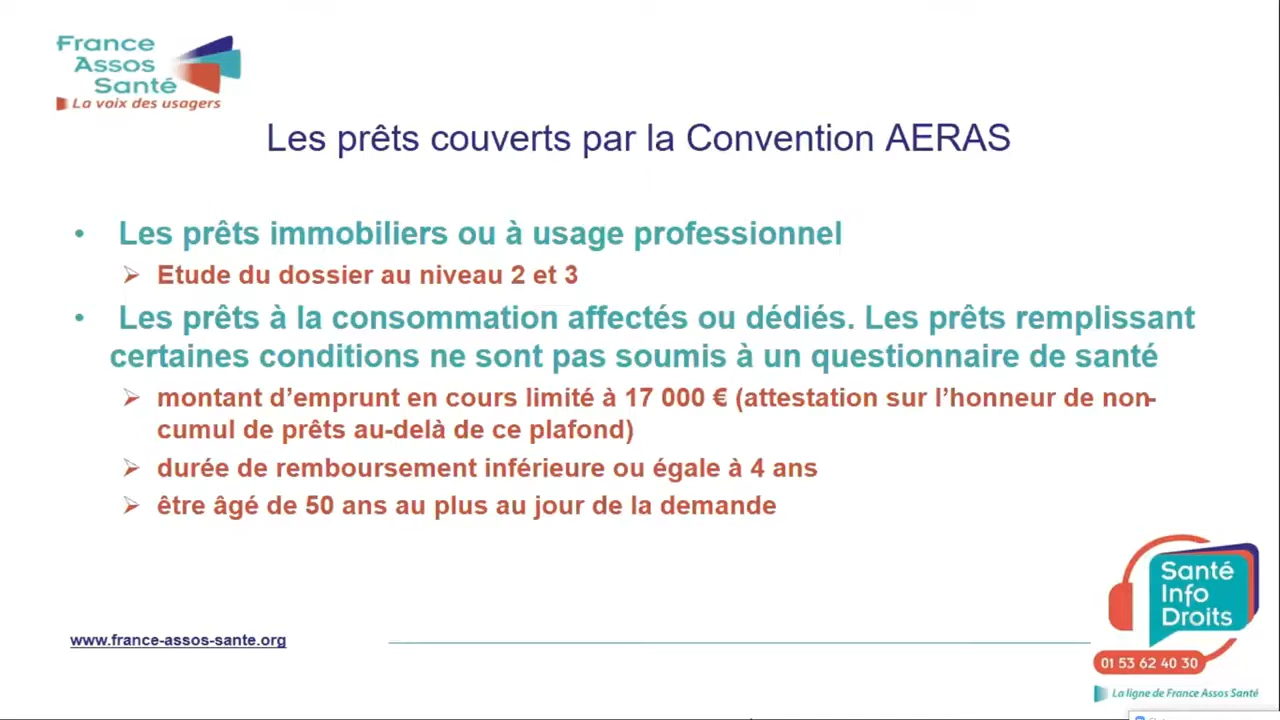 France
Assos
Santé
La voix des usagers
Les prêts couverts par la Convention AERAS
• Les prêts immobiliers ou à usage professionnel
➢ Etude du dossier au niveau 2 et 3
• Les prêts à la consommation affectés ou dédiés. Les prêts remplissant
certaines conditions ne sont pas soumis à un questionnaire de santé
➢ montant d’emprunt en cours limité à 17 000 € (attestation sur l’honneur de non-
cumul de prêts au-delà de ce plafond)
➢ durée de remboursement inférieure ou égale à 4 ans
➢ être âgé de 50 ans au plus au jour de la demande
Santé
Info
Droits
www.france-assos-sante.org
01 53 62 40 30
La ligne de France Assos Santé